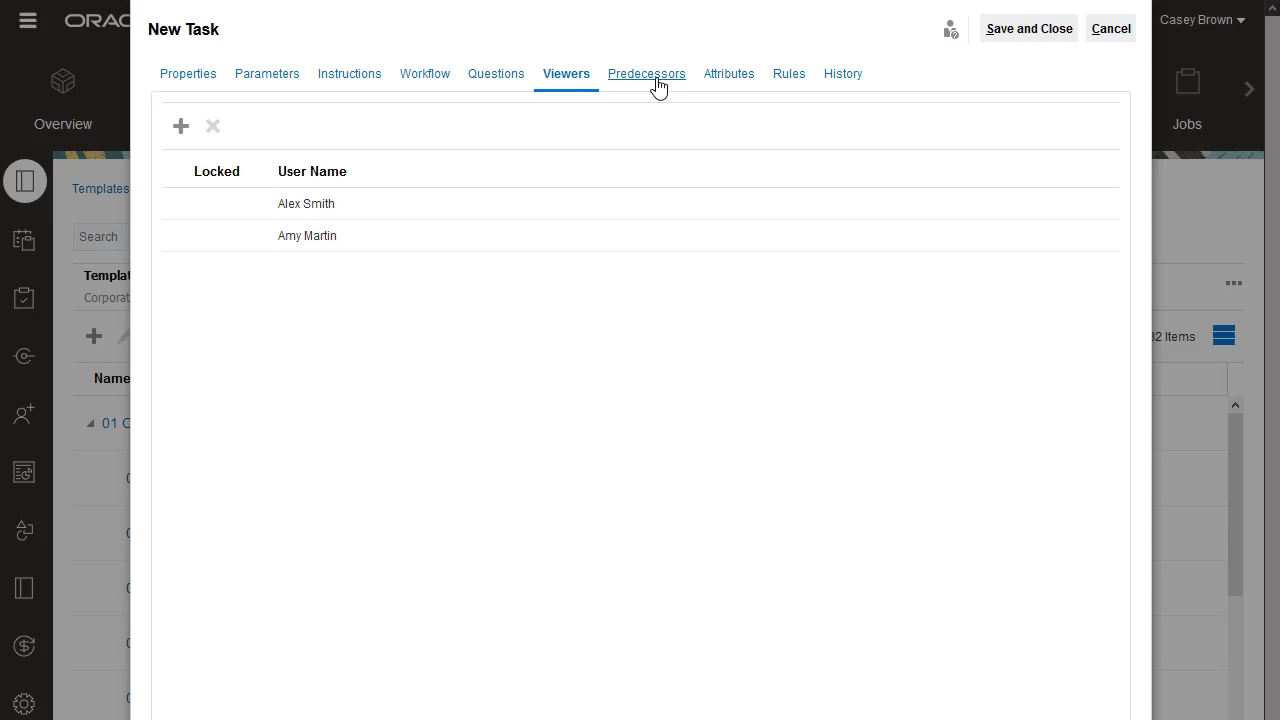 ORAC
New Task
Save and Close
Cancel
Casey Brown
Properties
Parameters
Instructions
Workflow
Questions
Viewers
Predecessors
Attributes
Rules
History
Overview
Jobs
Locked
User Name
Templates
Alex Smith
Search
Amy Martin
Templat
Corporat
32 Items
Name
01 C